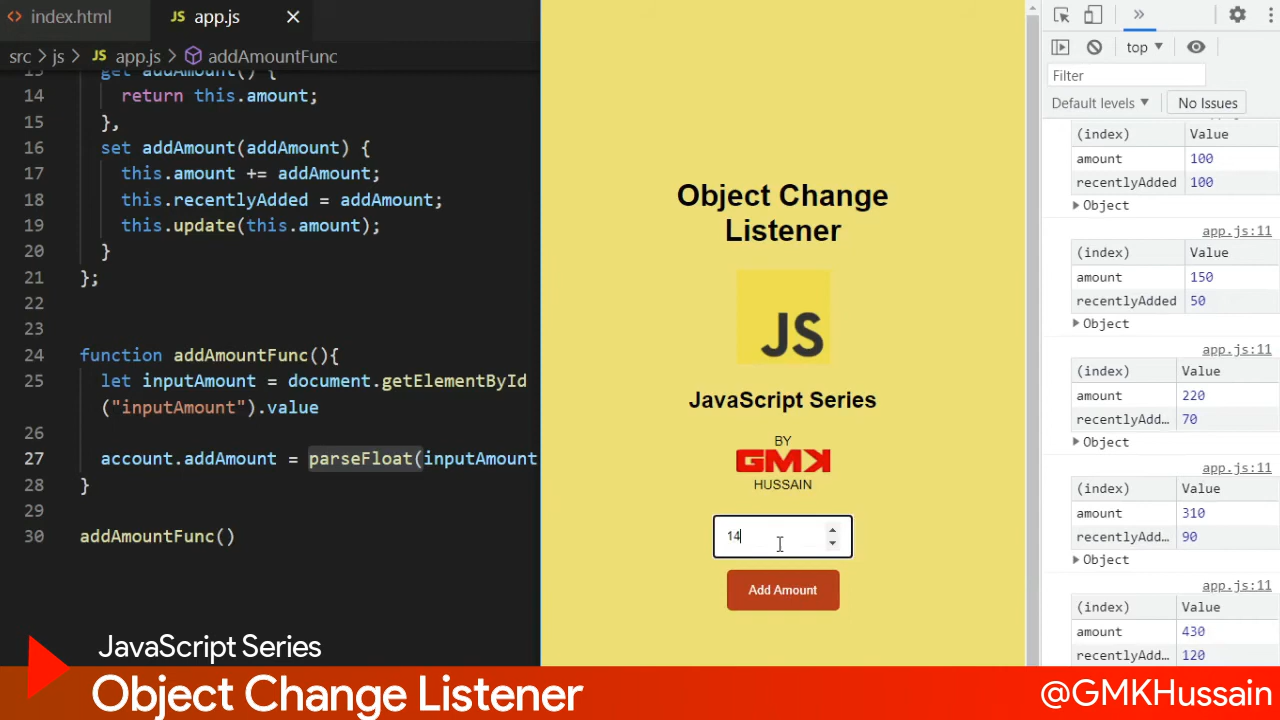 index.html
JS app.js
src > js > JS app.js > addAmountFunc
13 get addAmount() {
14 return this.amount;
15 },
16 set addAmount(addAmount) {
17 this.amount += addAmount;
18 this.recentlyAdded = addAmount;
19 this.update(this.amount);
20 }
21 };
22
23
24 function addAmountFunc(){
25 let inputAmount = document.getElementById
("inputAmount").value
26
27 account.addAmount = parseFloat(inputAmount
28 }
29
30 addAmountFunc()
Object Change
Listener
JS
JavaScript Series
BY
GMK
HUSSAIN
14
Add Amount
top
Filter
Default levels
No Issues
(index) Value
amount 100
recentlyAdded 100
Object
app.js:11
(index) Value
amount 150
recentlyAdded 50
Object
app.js:11
(index) Value
amount 220
recentlyAdd… 70
Object
app.js:11
(index) Value
amount 310
recentlyAdd… 90
Object
app.js:11
(index) Value
amount 430
recentlyAdd… 120
JavaScript Series
Object Change Listener
@GMKHussain